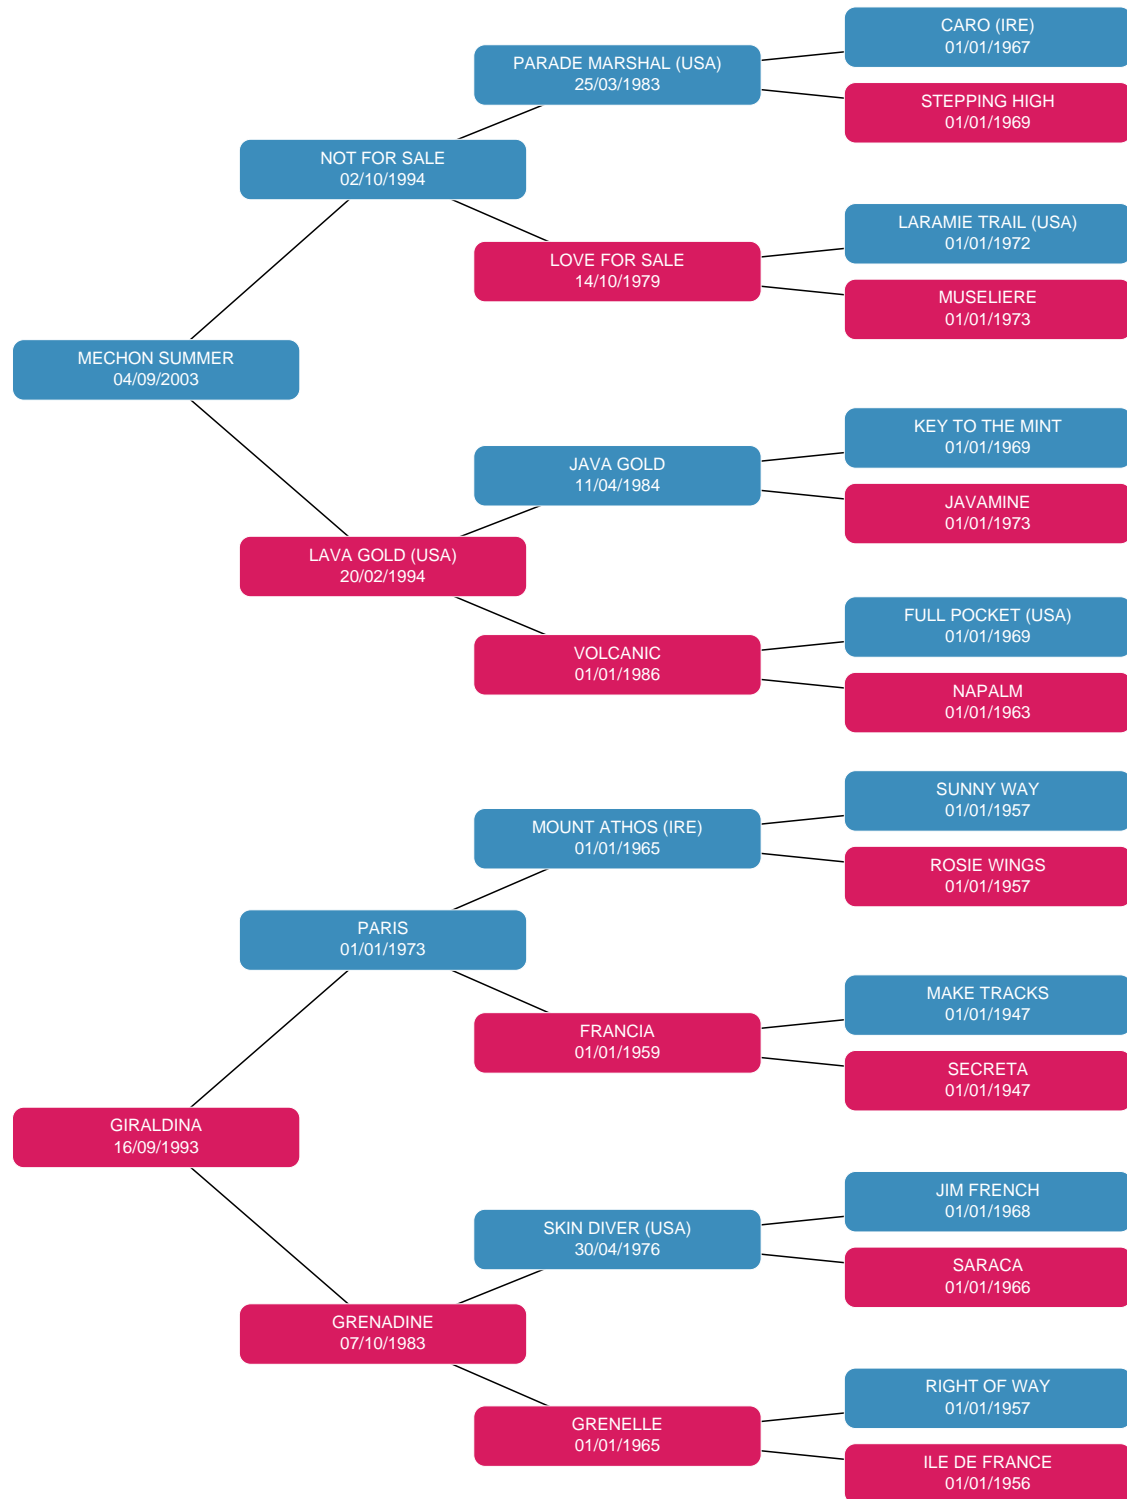 CARO (IRE)
01/01/1967
PARADE MARSHAL (USA)
25/03/1983
STEPPING HIGH
01/01/1969
NOT FOR SALE
02/10/1994
LARAMIE TRAIL (USA)
01/01/1972
LOVE FOR SALE
14/10/1979
MUSELIERE
01/01/1973
MECHON SUMMER
04/09/2003
KEY TO THE MINT
01/01/1969
JAVA GOLD
11/04/1984
JAVAMINE
01/01/1973
LAVA GOLD (USA)
20/02/1994
FULL POCKET (USA)
01/01/1969
VOLCANIC
01/01/1986
NAPALM
01/01/1963
SUNNY WAY
01/01/1957
MOUNT ATHOS (IRE)
01/01/1965
ROSIE WINGS
01/01/1957
PARIS
01/01/1973
MAKE TRACKS
01/01/1947
FRANCIA
01/01/1959
SECRETA
01/01/1947
GIRALDINA
16/09/1993
JIM FRENCH
01/01/1968
SKIN DIVER (USA)
30/04/1976
SARACA
01/01/1966
GRENADINE
07/10/1983
RIGHT OF WAY
01/01/1957
GRENELLE
01/01/1965
ILE DE FRANCE
01/01/1956